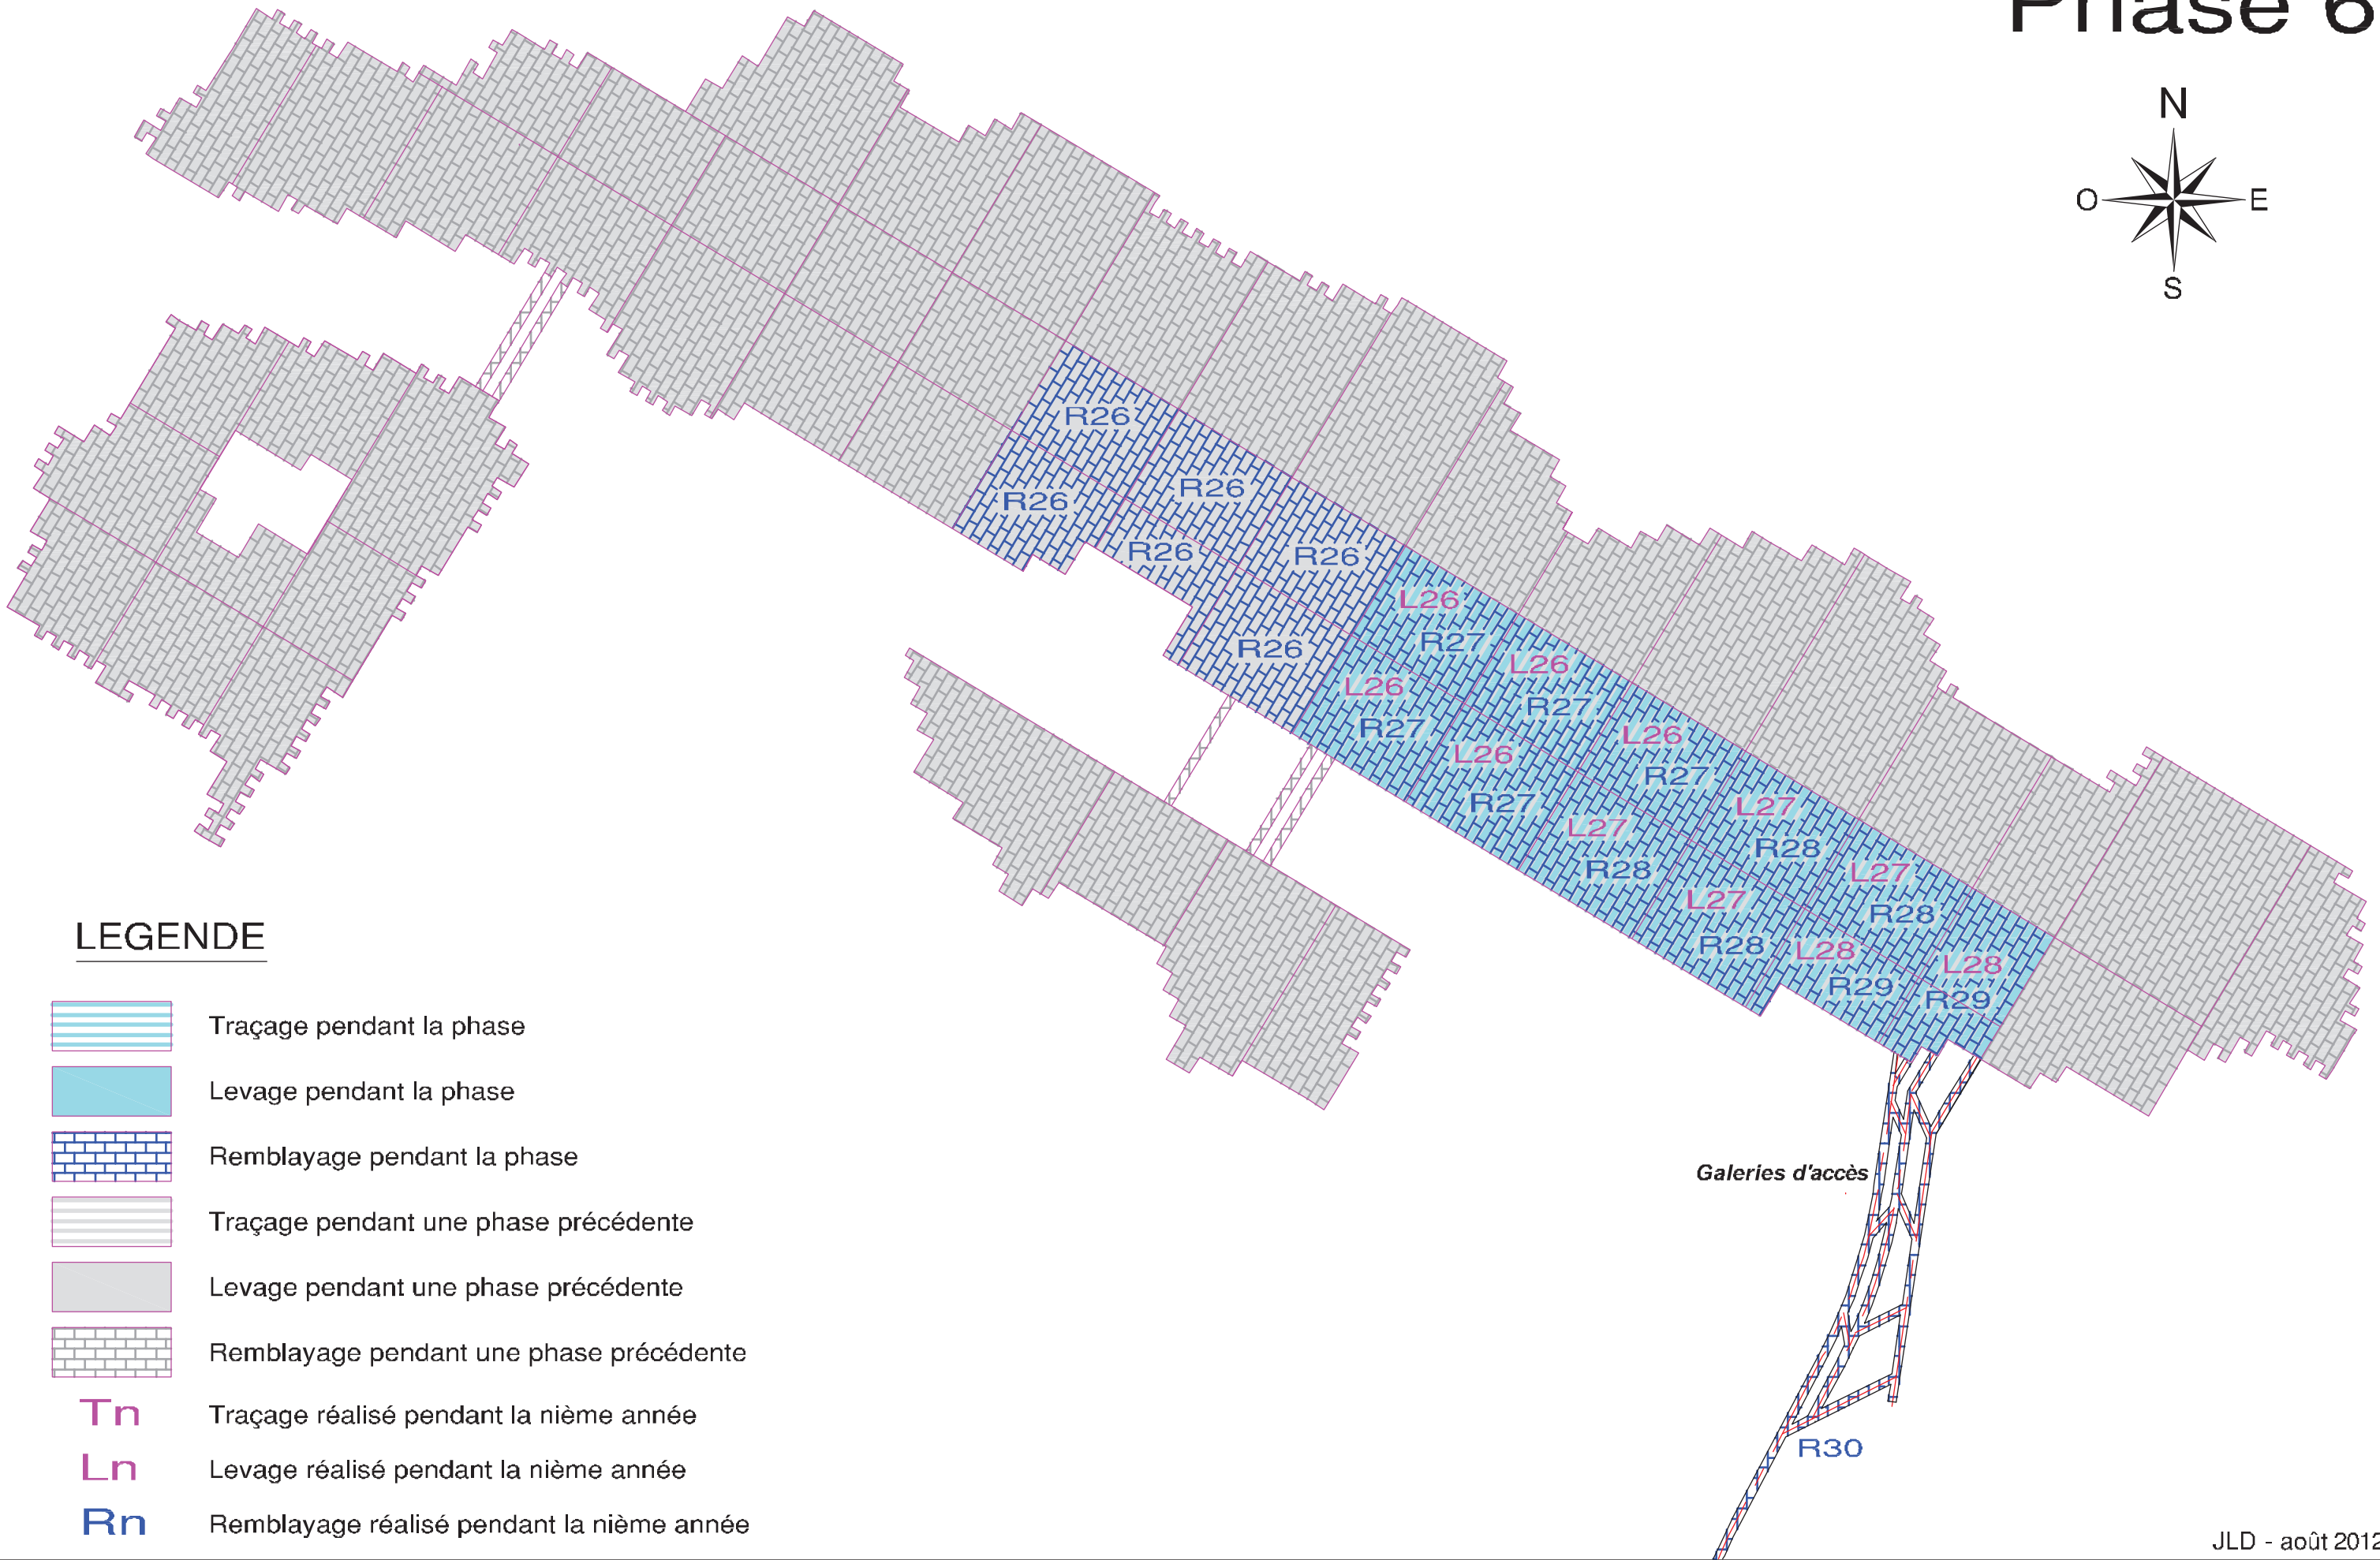 Phase 6
N
O E
S
R26
R26
R26
R26
R26
R26
L26
R27
L26
R27
L26
R27
L26
R27
L26
R27
L27
R28
L27
R28
L27
R28
L27
R28
L28
R29
L28
R29
Galeries d'accès
R30
LEGENDE
Traçage pendant la phase
Levage pendant la phase
Remblayage pendant la phase
Traçage pendant une phase précédente
Levage pendant une phase précédente
Remblayage pendant une phase précédente
Tn Traçage réalisé pendant la nième année
Ln Levage réalisé pendant la nième année
Rn Remblayage réalisé pendant la nième année
JLD - août 2012